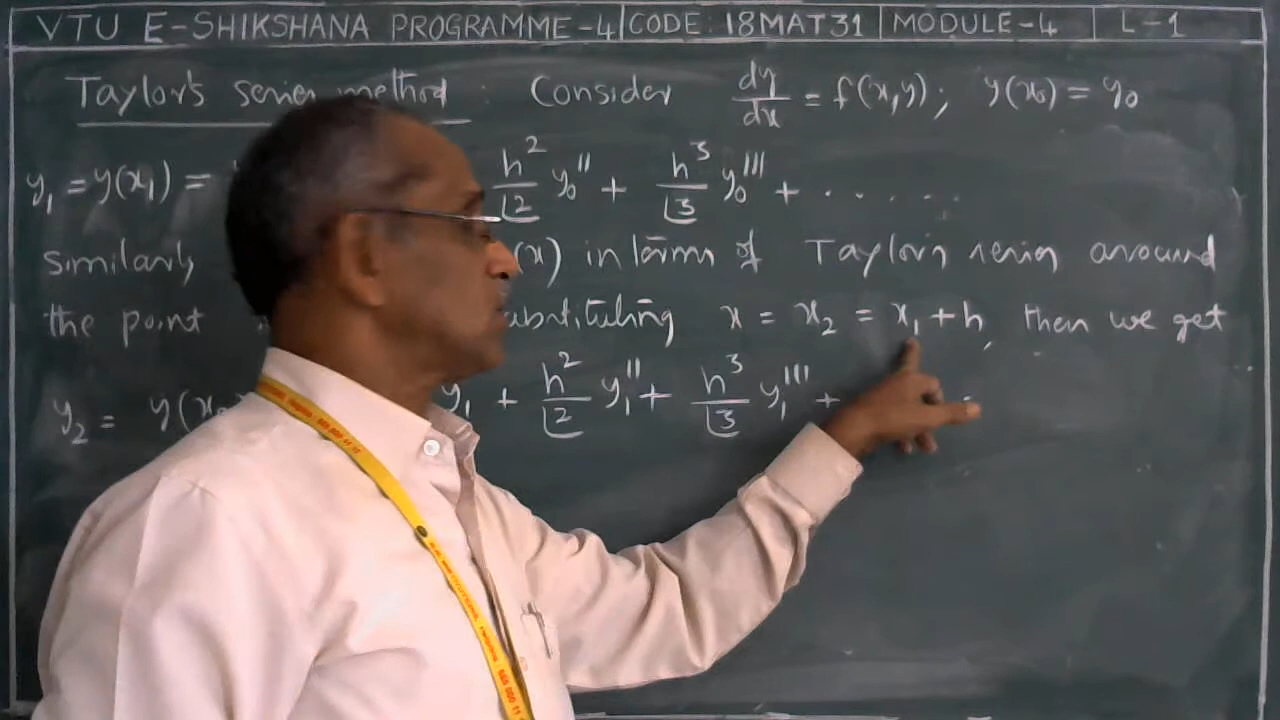 VTU E-SHIKSHANA PROGRAMME-4 | CODE: 18MAT31 | MODULE-4 | L-1
Taylor's series method : Consider dy/dx = f(x,y); y(x₀) = y₀
y₁ = y(x₁) = h²/⌊2 y₀'' + h³/⌊3 y₀''' + . . . . .
similarly (x) in terms of Taylor's series around
the point substituting x = x₂ = x₁ + h, then we get
y₂ = y₁ + h²/⌊2 y₁'' + h³/⌊3 y₁''' +